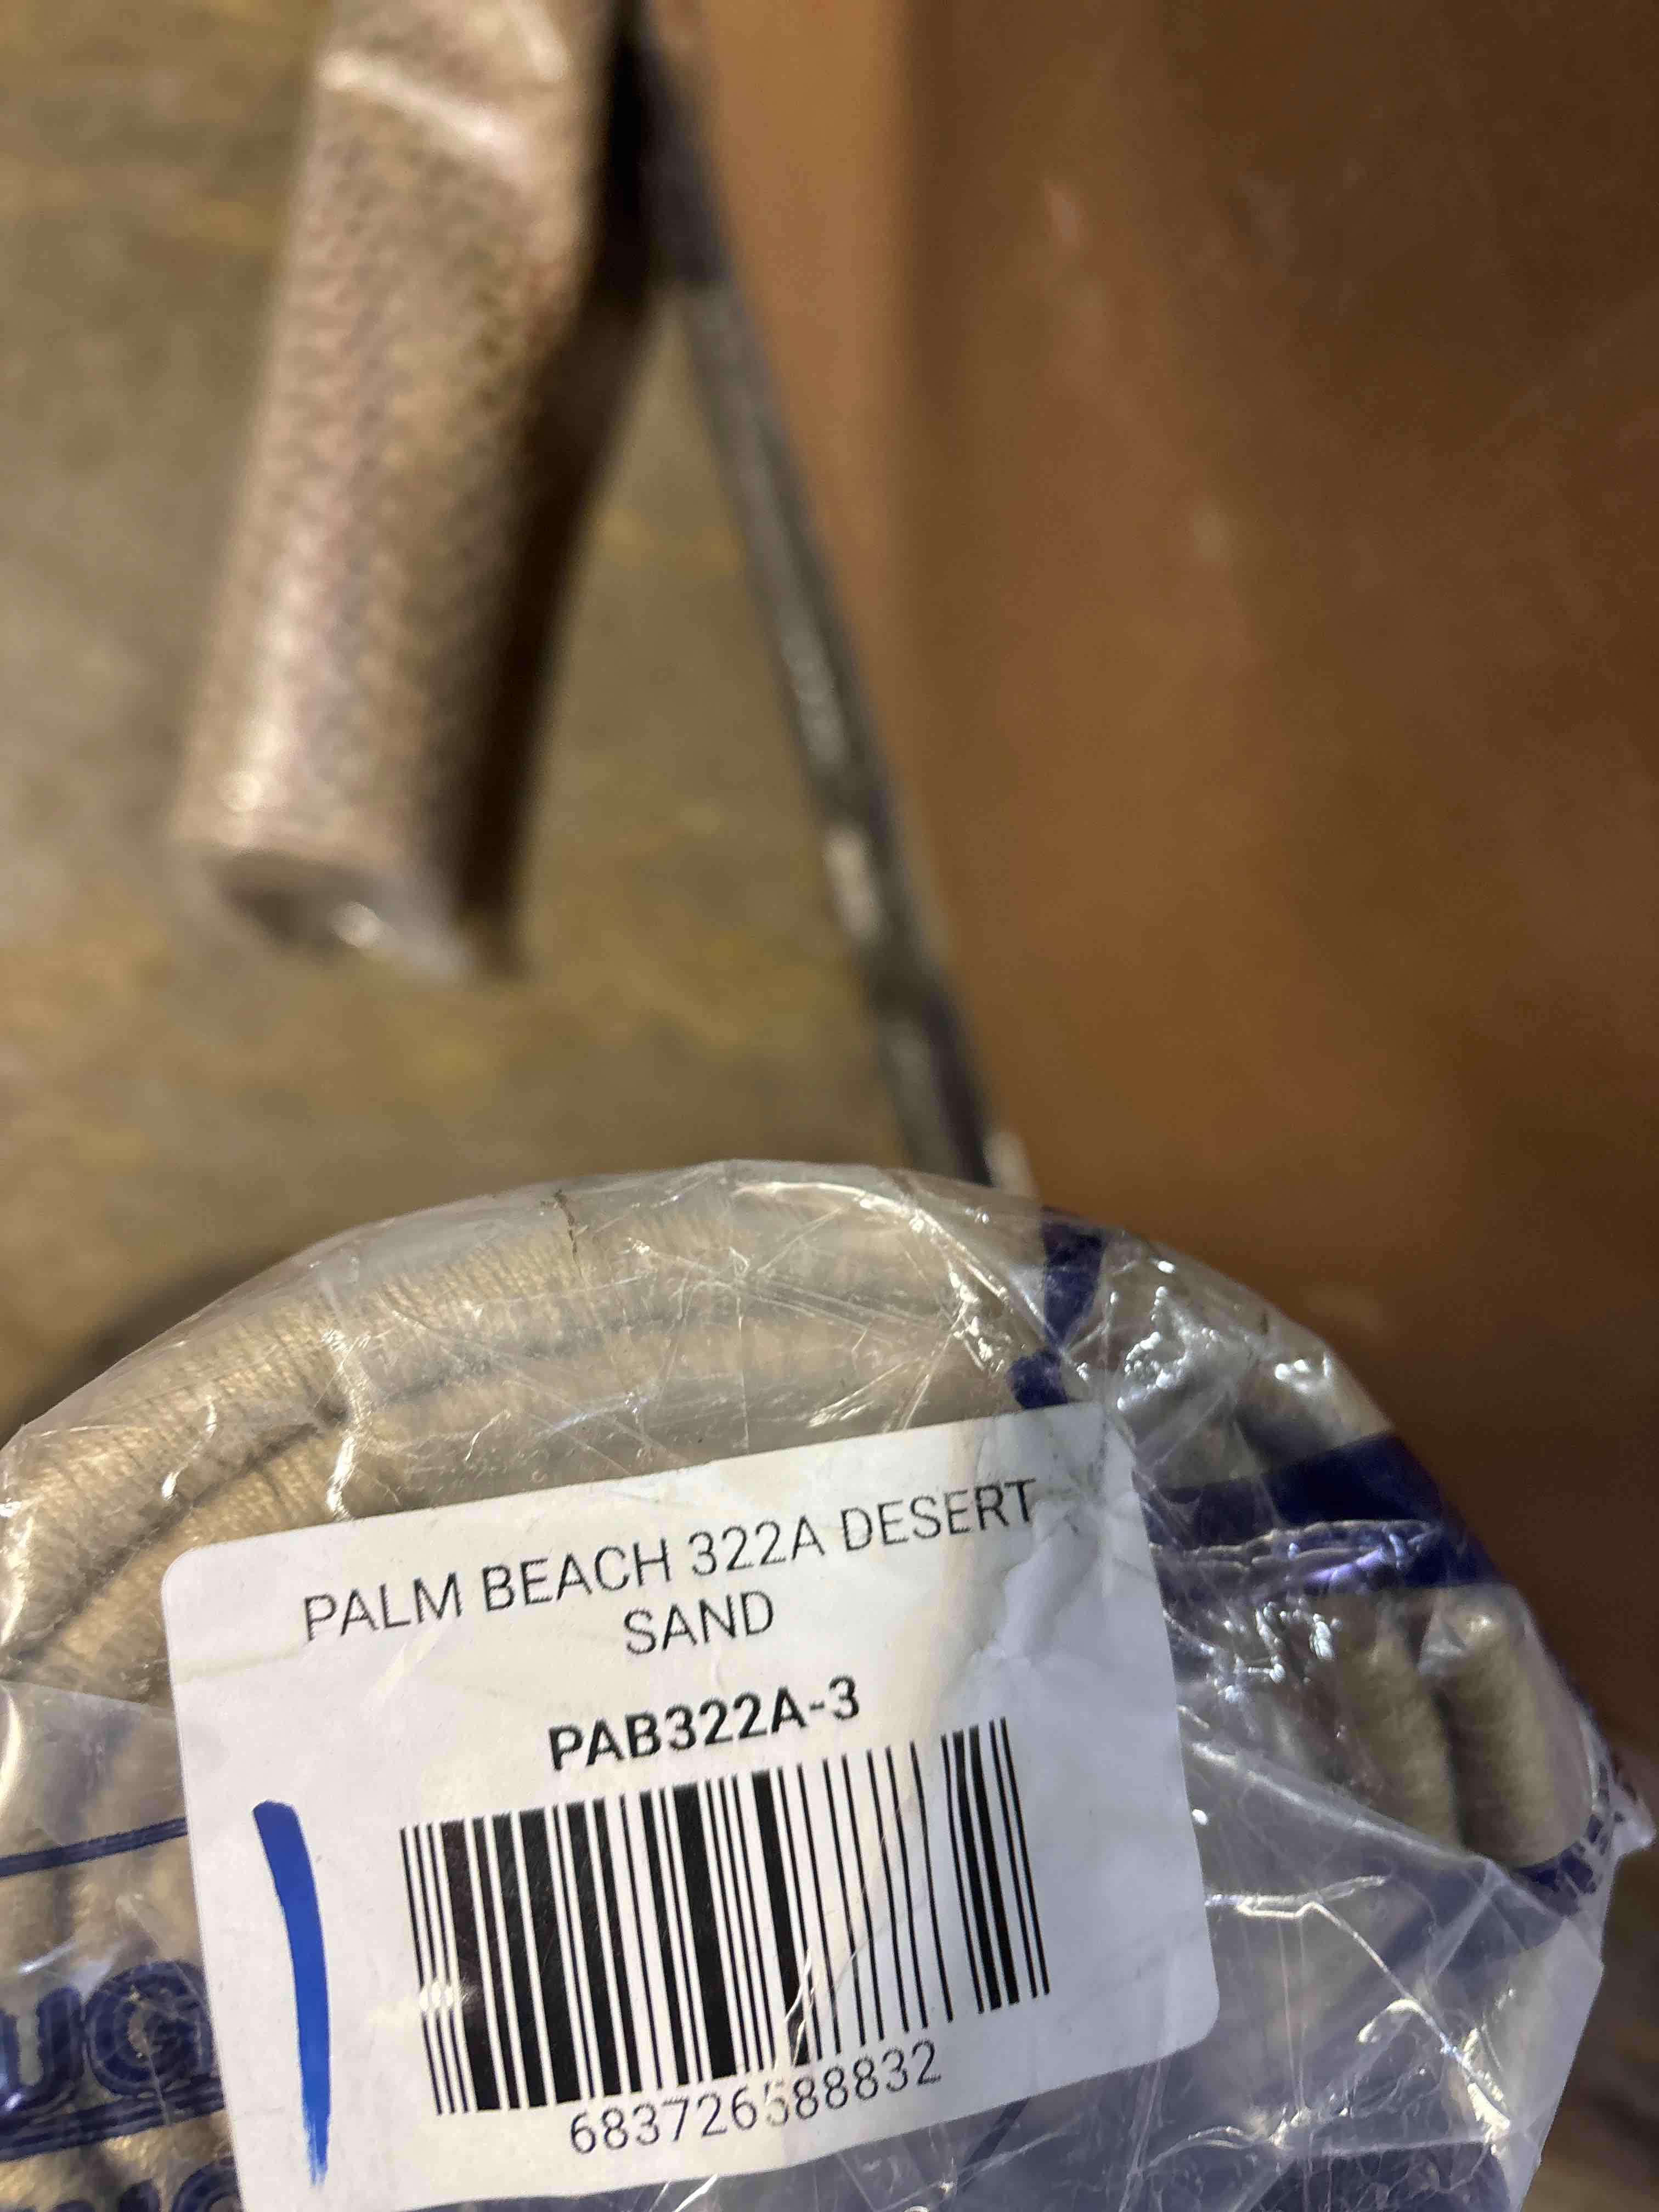 PALM BEACH 322A DESERT
SAND
PAB322A-3
683726588832